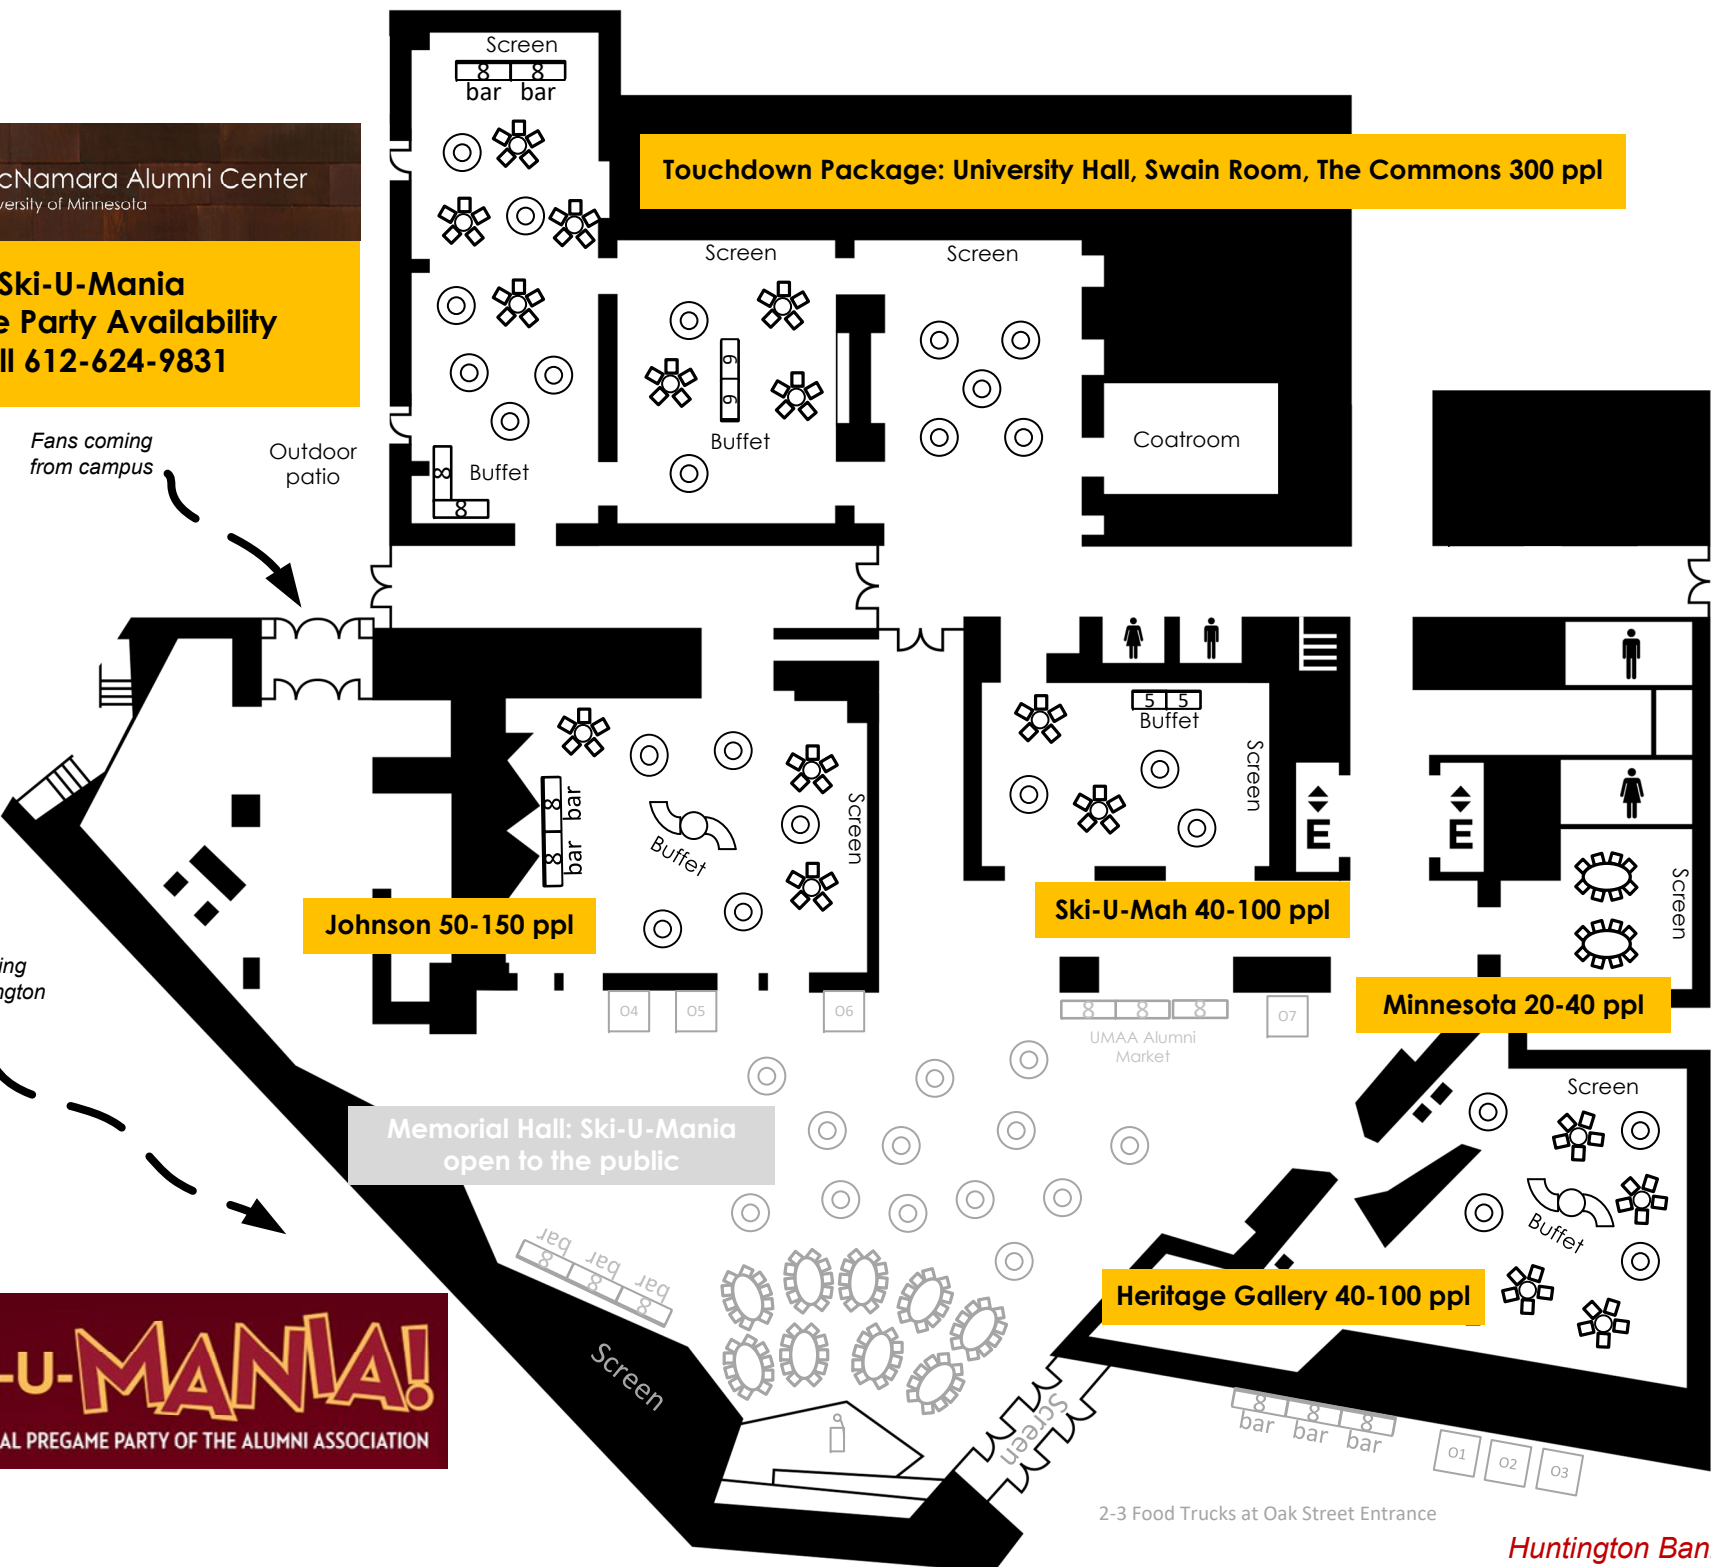 Screen
8 8
bar bar
cNamara Alumni Center
versity of Minnesota
Touchdown Package: University Hall, Swain Room, The Commons 300 ppl
Ski-U-Mania
e Party Availability
ll 612-624-9831
Screen
Screen
6 6
Buffet
Coatroom
Fans coming
from campus
Outdoor
patio
8
8
Buffet
5 5
Buffet
Screen
8 8
bar bar
Buffet
Screen
E
E
Screen
Johnson 50-150 ppl
Ski-U-Mah 40-100 ppl
ing
ngton
Minnesota 20-40 ppl
O4 O5 O6
8 8 8
O7
UMAA Alumni
Market
Screen
Memorial Hall: Ski-U-Mania
open to the public
Buffet
bar bar bar
8 8 8
Heritage Gallery 40-100 ppl
-U-MANIA!
AL PREGAME PARTY OF THE ALUMNI ASSOCIATION
Screen
Screen
8 8 8
bar bar bar
O1 O2 O3
2-3 Food Trucks at Oak Street Entrance
Huntington Ban